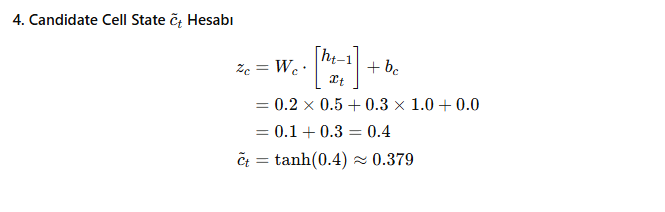 4. Candidate Cell State c̃ₜ Hesabı
z_c = W_c · [h_{t−1} x_t] + b_c
= 0.2 × 0.5 + 0.3 × 1.0 + 0.0
= 0.1 + 0.3 = 0.4
c̃ₜ = tanh(0.4) ≈ 0.379